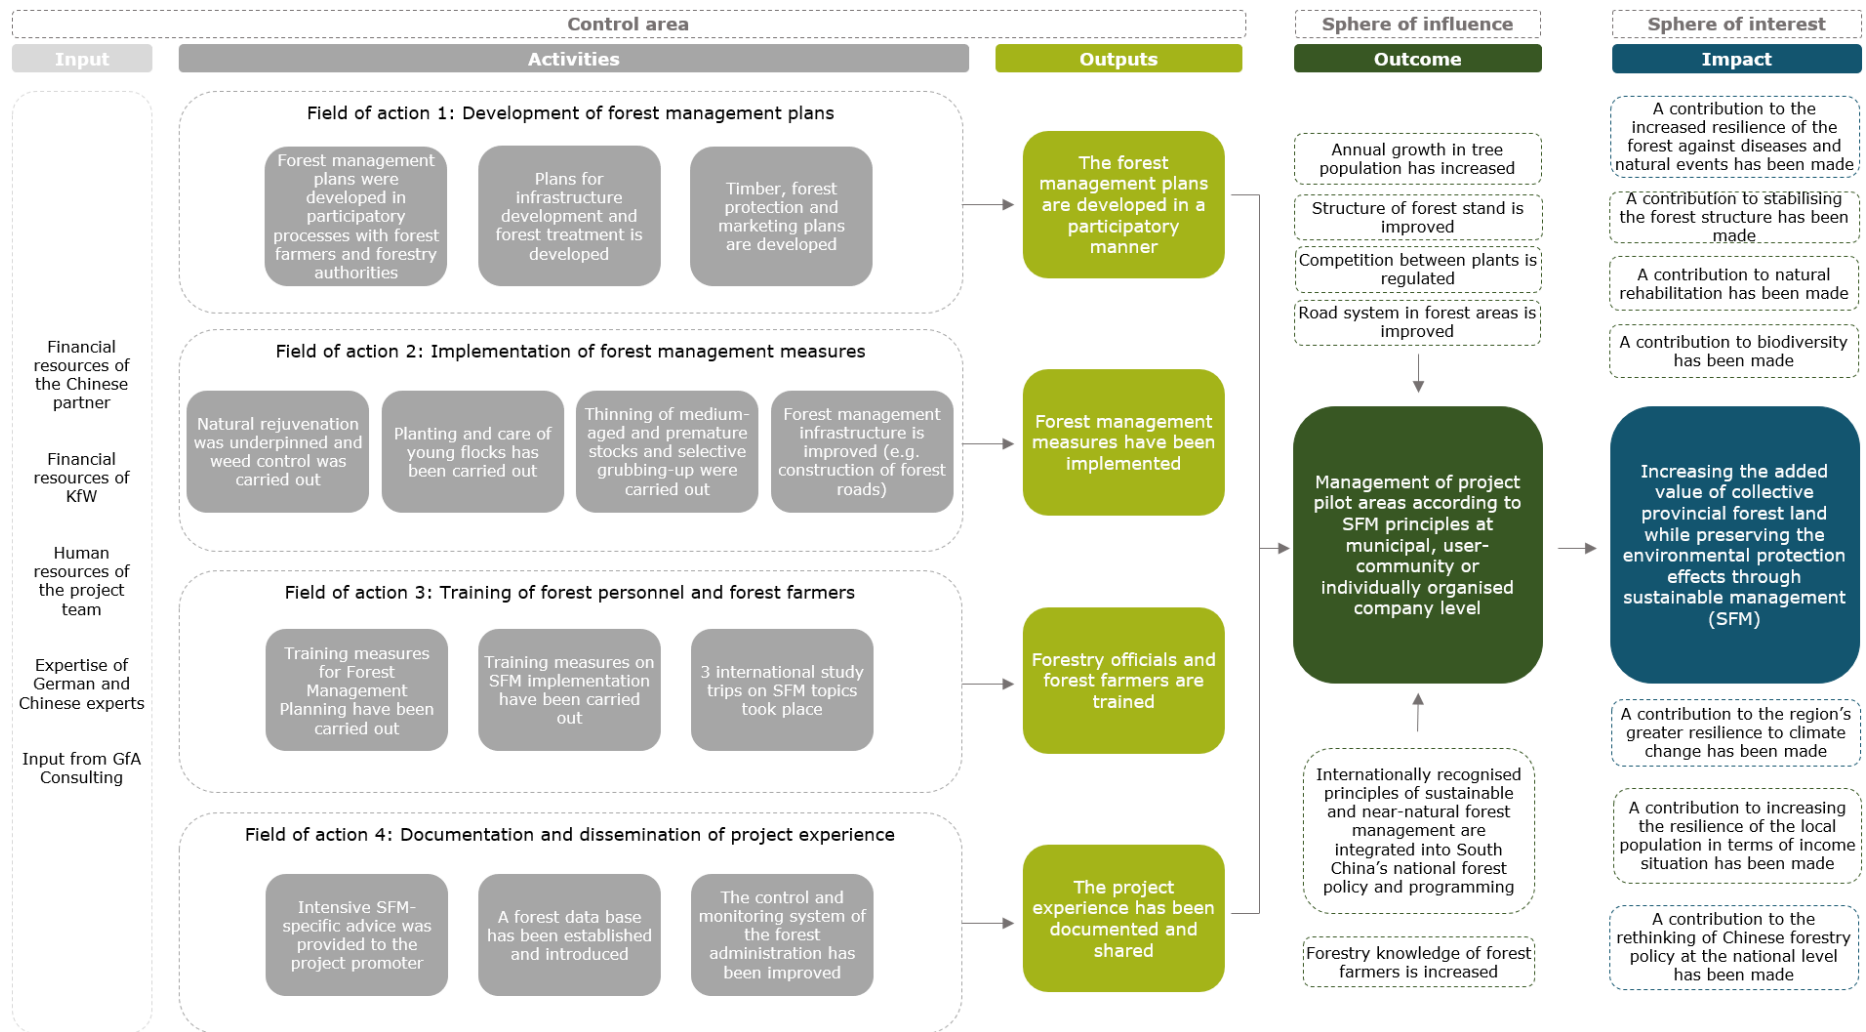 Control area
Sphere of influence
Sphere of interest
Input
Activities
Outputs
Outcome
Impact
Financial
resources of
the Chinese
partner
Financial
resources of
KfW
Human
resources of
the project
team
Expertise of
German and
Chinese experts
Input from GfA
Consulting
Field of action 1: Development of forest management plans
Forest management
plans were
developed in
participatory
processes with forest
farmers and forestry
authorities
Plans for
infrastructure
development and
forest treatment is
developed
Timber, forest
protection and
marketing plans
are developed
Field of action 2: Implementation of forest management measures
Natural rejuvenation
was underpinned and
weed control was
carried out
Planting and care of
young flocks has
been carried out
Thinning of medium-
aged and premature
stocks and selective
grubbing-up were
carried out
Forest management
infrastructure is
improved (e.g.
construction of forest
roads)
Field of action 3: Training of forest personnel and forest farmers
Training measures
for Forest
Management
Planning have been
carried out
Training measures on
SFM implementation
have been carried
out
3 international study
trips on SFM topics
took place
Field of action 4: Documentation and dissemination of project experience
Intensive SFM-
specific advice was
provided to the
project promoter
A forest data base
has been established
and introduced
The control and
monitoring system of
the forest
administration has
been improved
The forest
management plans
are developed in a
participatory
manner
Forest management
measures have been
implemented
Forestry officials and
forest farmers are
trained
The project
experience has been
documented and
shared
Annual growth in tree
population has increased
Structure of forest stand is
improved
Competition between plants is
regulated
Road system in forest areas is
improved
Management of project
pilot areas according to
SFM principles at
municipal, user-
community or
individually organised
company level
Internationally recognised
principles of sustainable
and near-natural forest
management are
integrated into South
China's national forest
policy and programming
Forestry knowledge of forest
farmers is increased
A contribution to the
increased resilience of the
forest against diseases and
natural events has been made
A contribution to stabilising
the forest structure has been
made
A contribution to natural
rehabilitation has been made
A contribution to biodiversity
has been made
Increasing the added
value of collective
provincial forest land
while preserving the
environmental protection
effects through
sustainable management
(SFM)
A contribution to the region's
greater resilience to climate
change has been made
A contribution to increasing
the resilience of the local
population in terms of income
situation has been made
A contribution to the
rethinking of Chinese forestry
policy at the national level
has been made